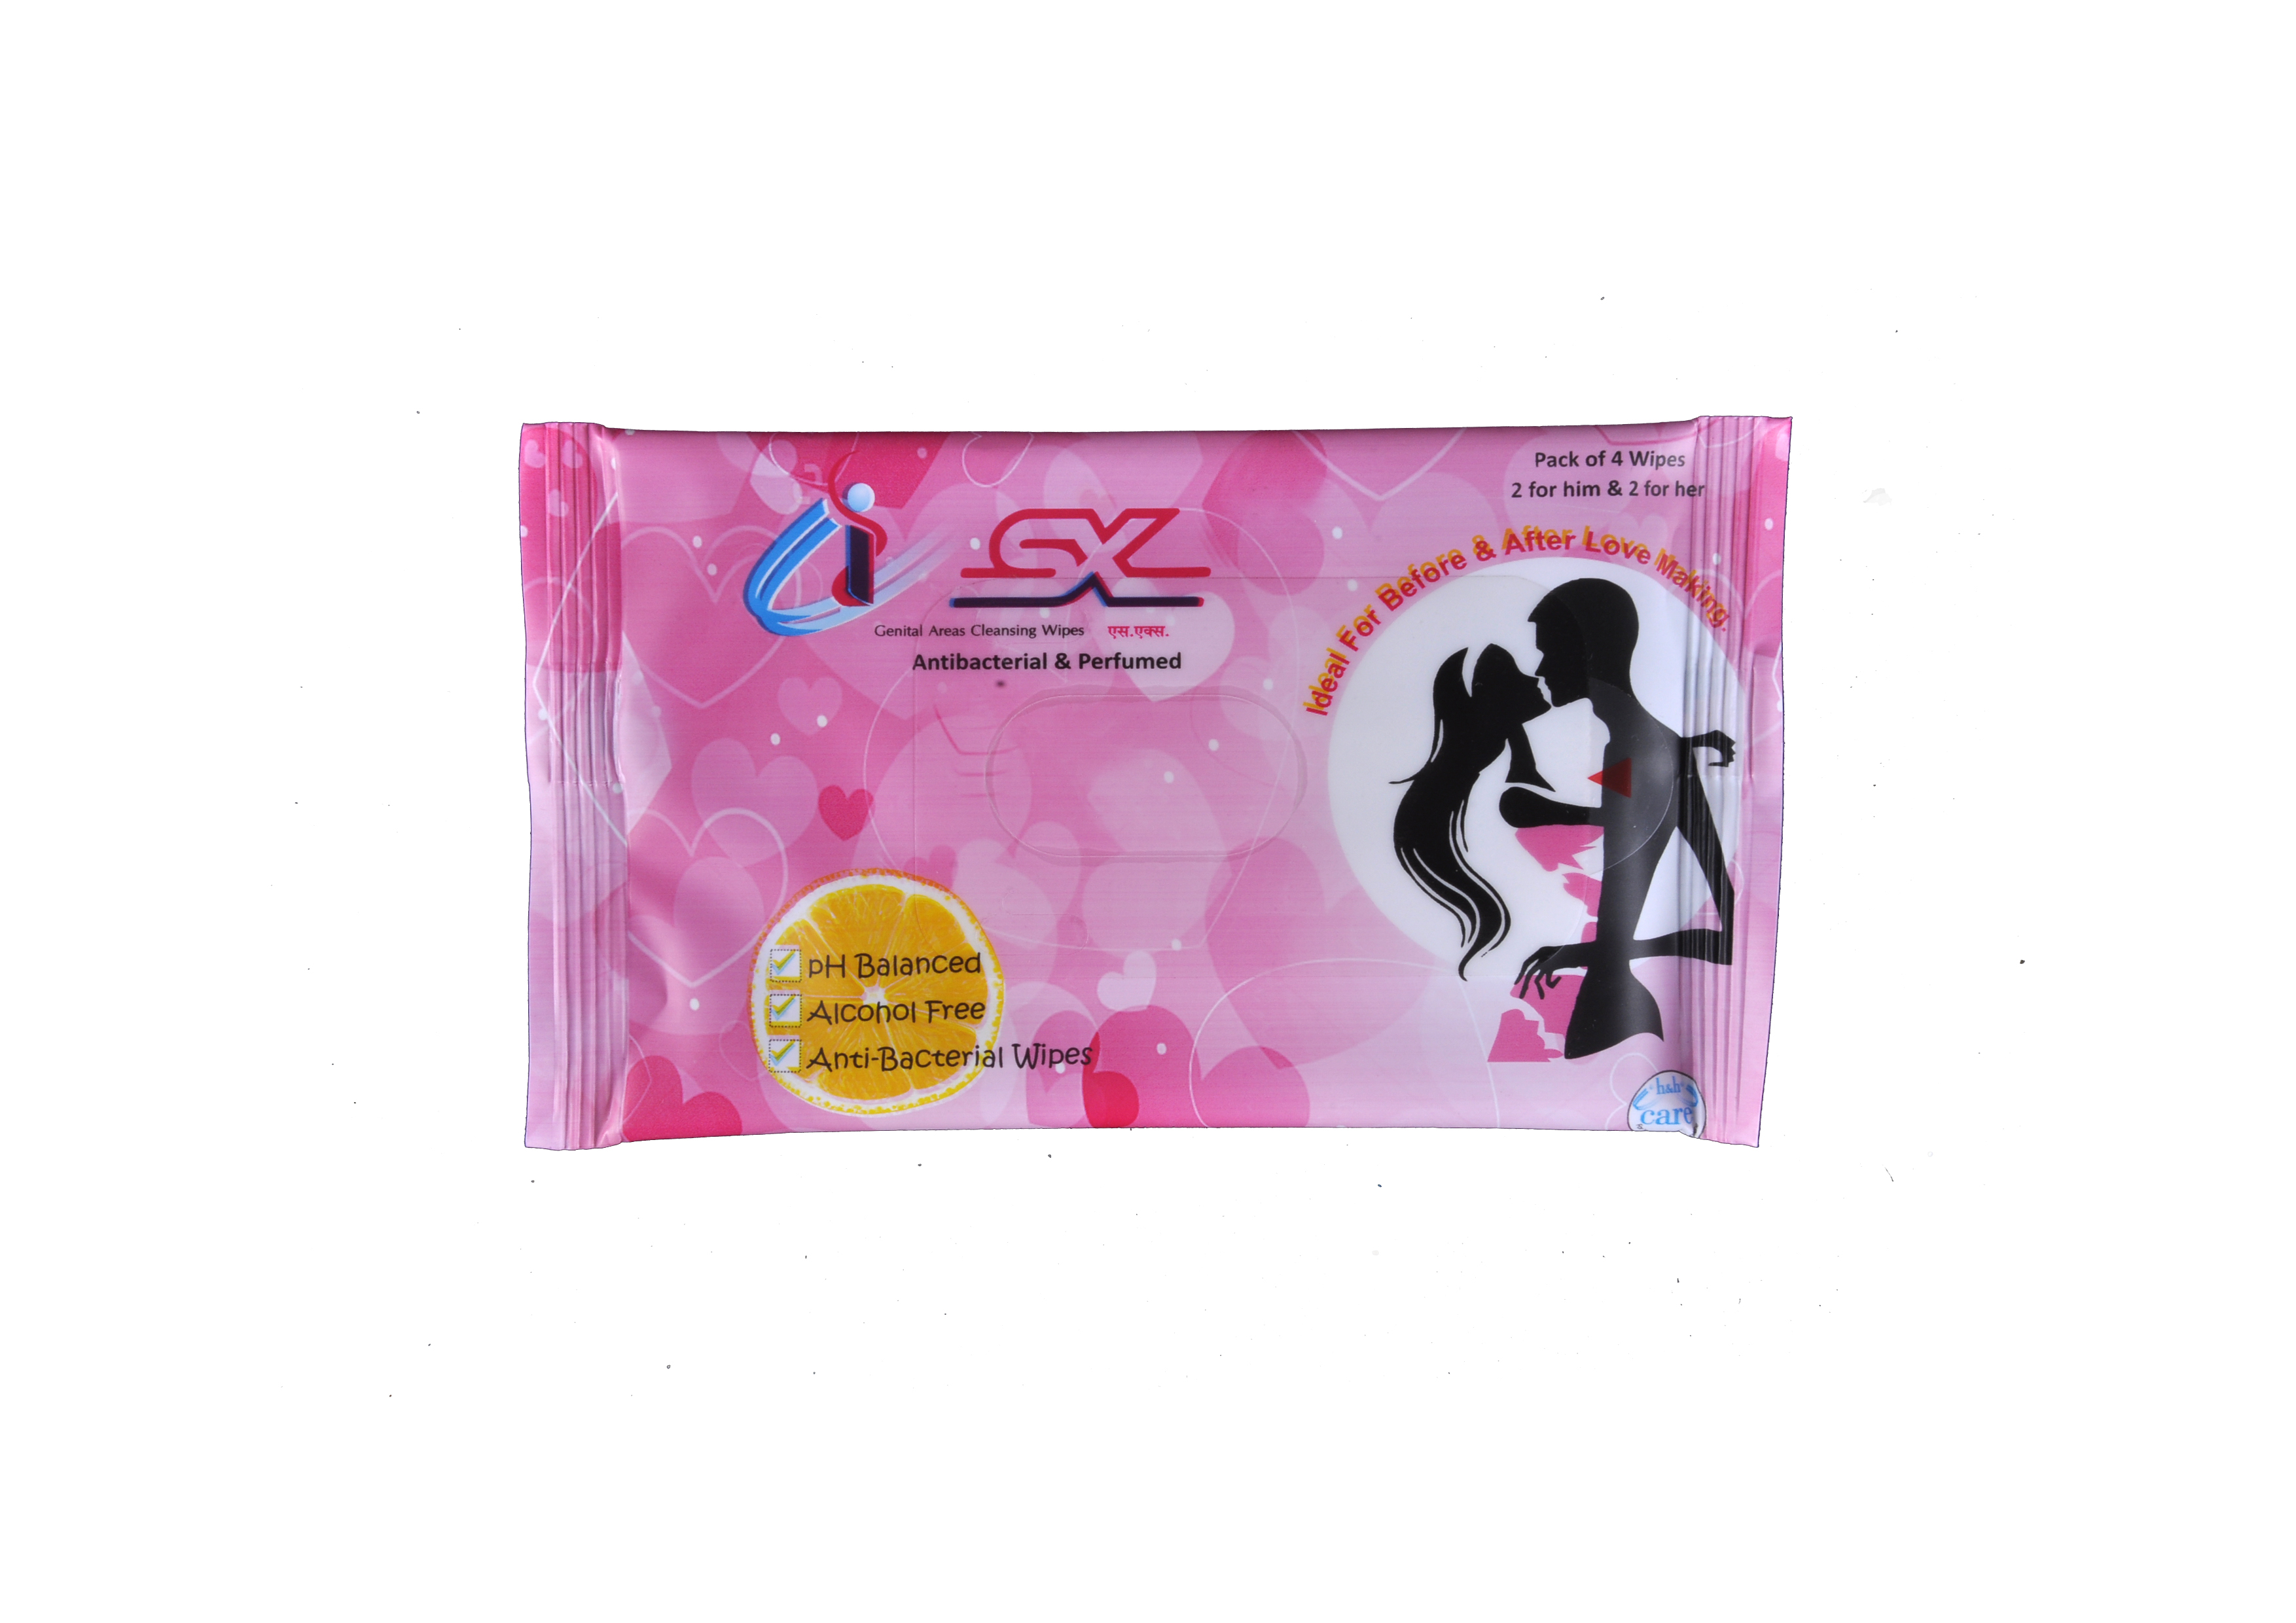 Pack of 4 Wipes
2 for him & 2 for her
i
SX
Genital Areas Cleansing Wipes एस.एक्स.
Antibacterial & Perfumed
Ideal For Before & After Love Making.
pH Balanced
Alcohol Free
Anti-Bacterial Wipes
h&h
care